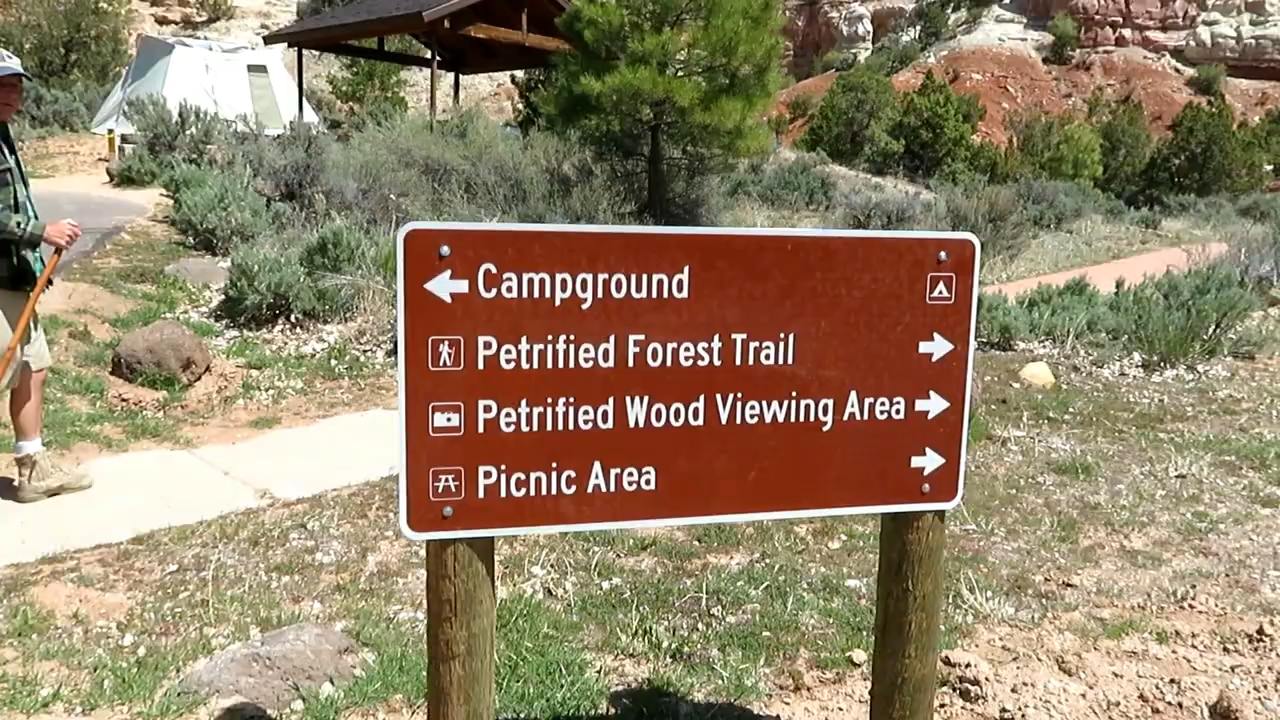 Campground
Petrified Forest Trail
Petrified Wood Viewing Area
Picnic Area